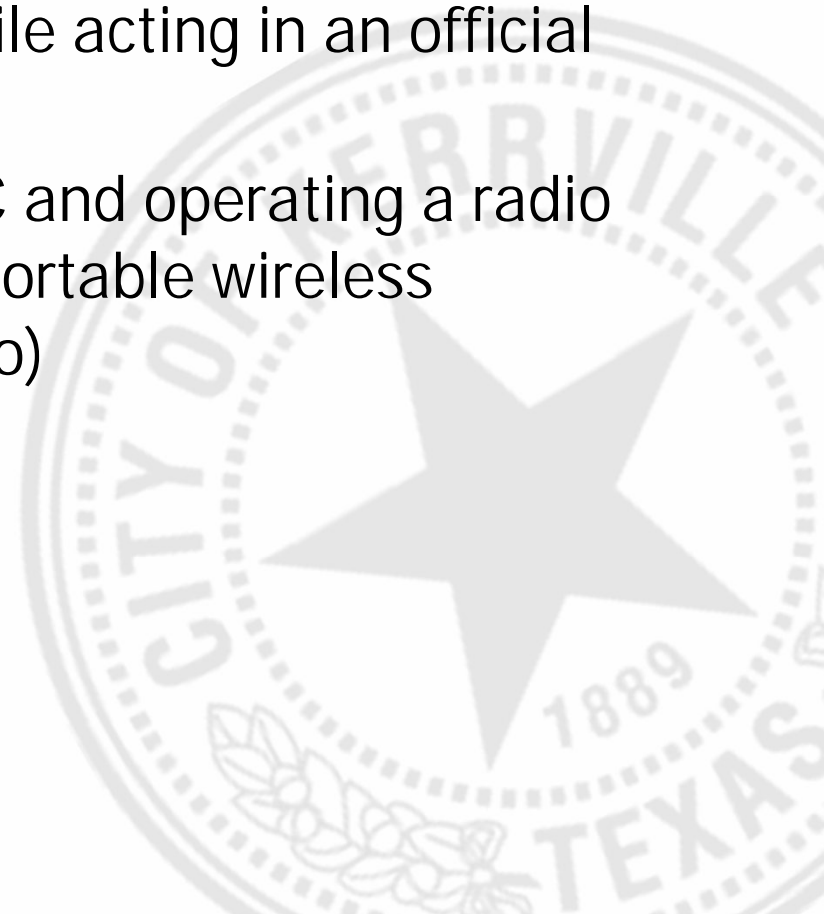 ile acting in an official
C and operating a radio
ortable wireless
o)
CITY OF KERRVILLE
1889
TEXAS